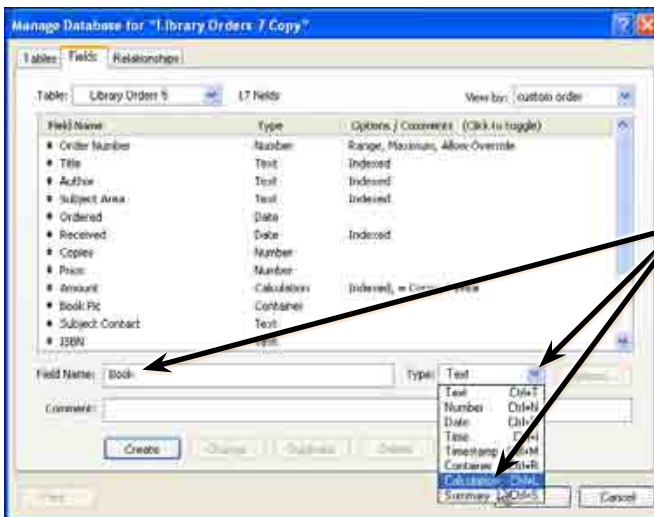 Manage Database for "Library Orders 7 Copy"
Tables Fields Relationships
Table: Library Orders 17 fields View by: custom order
Field Name Type Options / Comments (Click to toggle)
Order Number Number Range, Maximum, Allow Override
Title Text Indexed
Author Text Indexed
Subject Area Text Indexed
Ordered Date
Received Date Indexed
Copies Number
Price Number
Amount Calculation Indexed, =
Book Pic Container
Subject Contact Text
ISBN
Field Name: Book Type: Text
Text Ctrl+T
Comment: Number Ctrl+N
Date
Time
Create Change Duplicate Delete Timestamp Ctrl+M
Container Ctrl+R
Calculation Ctrl+L
Summary Ctrl+S Cancel